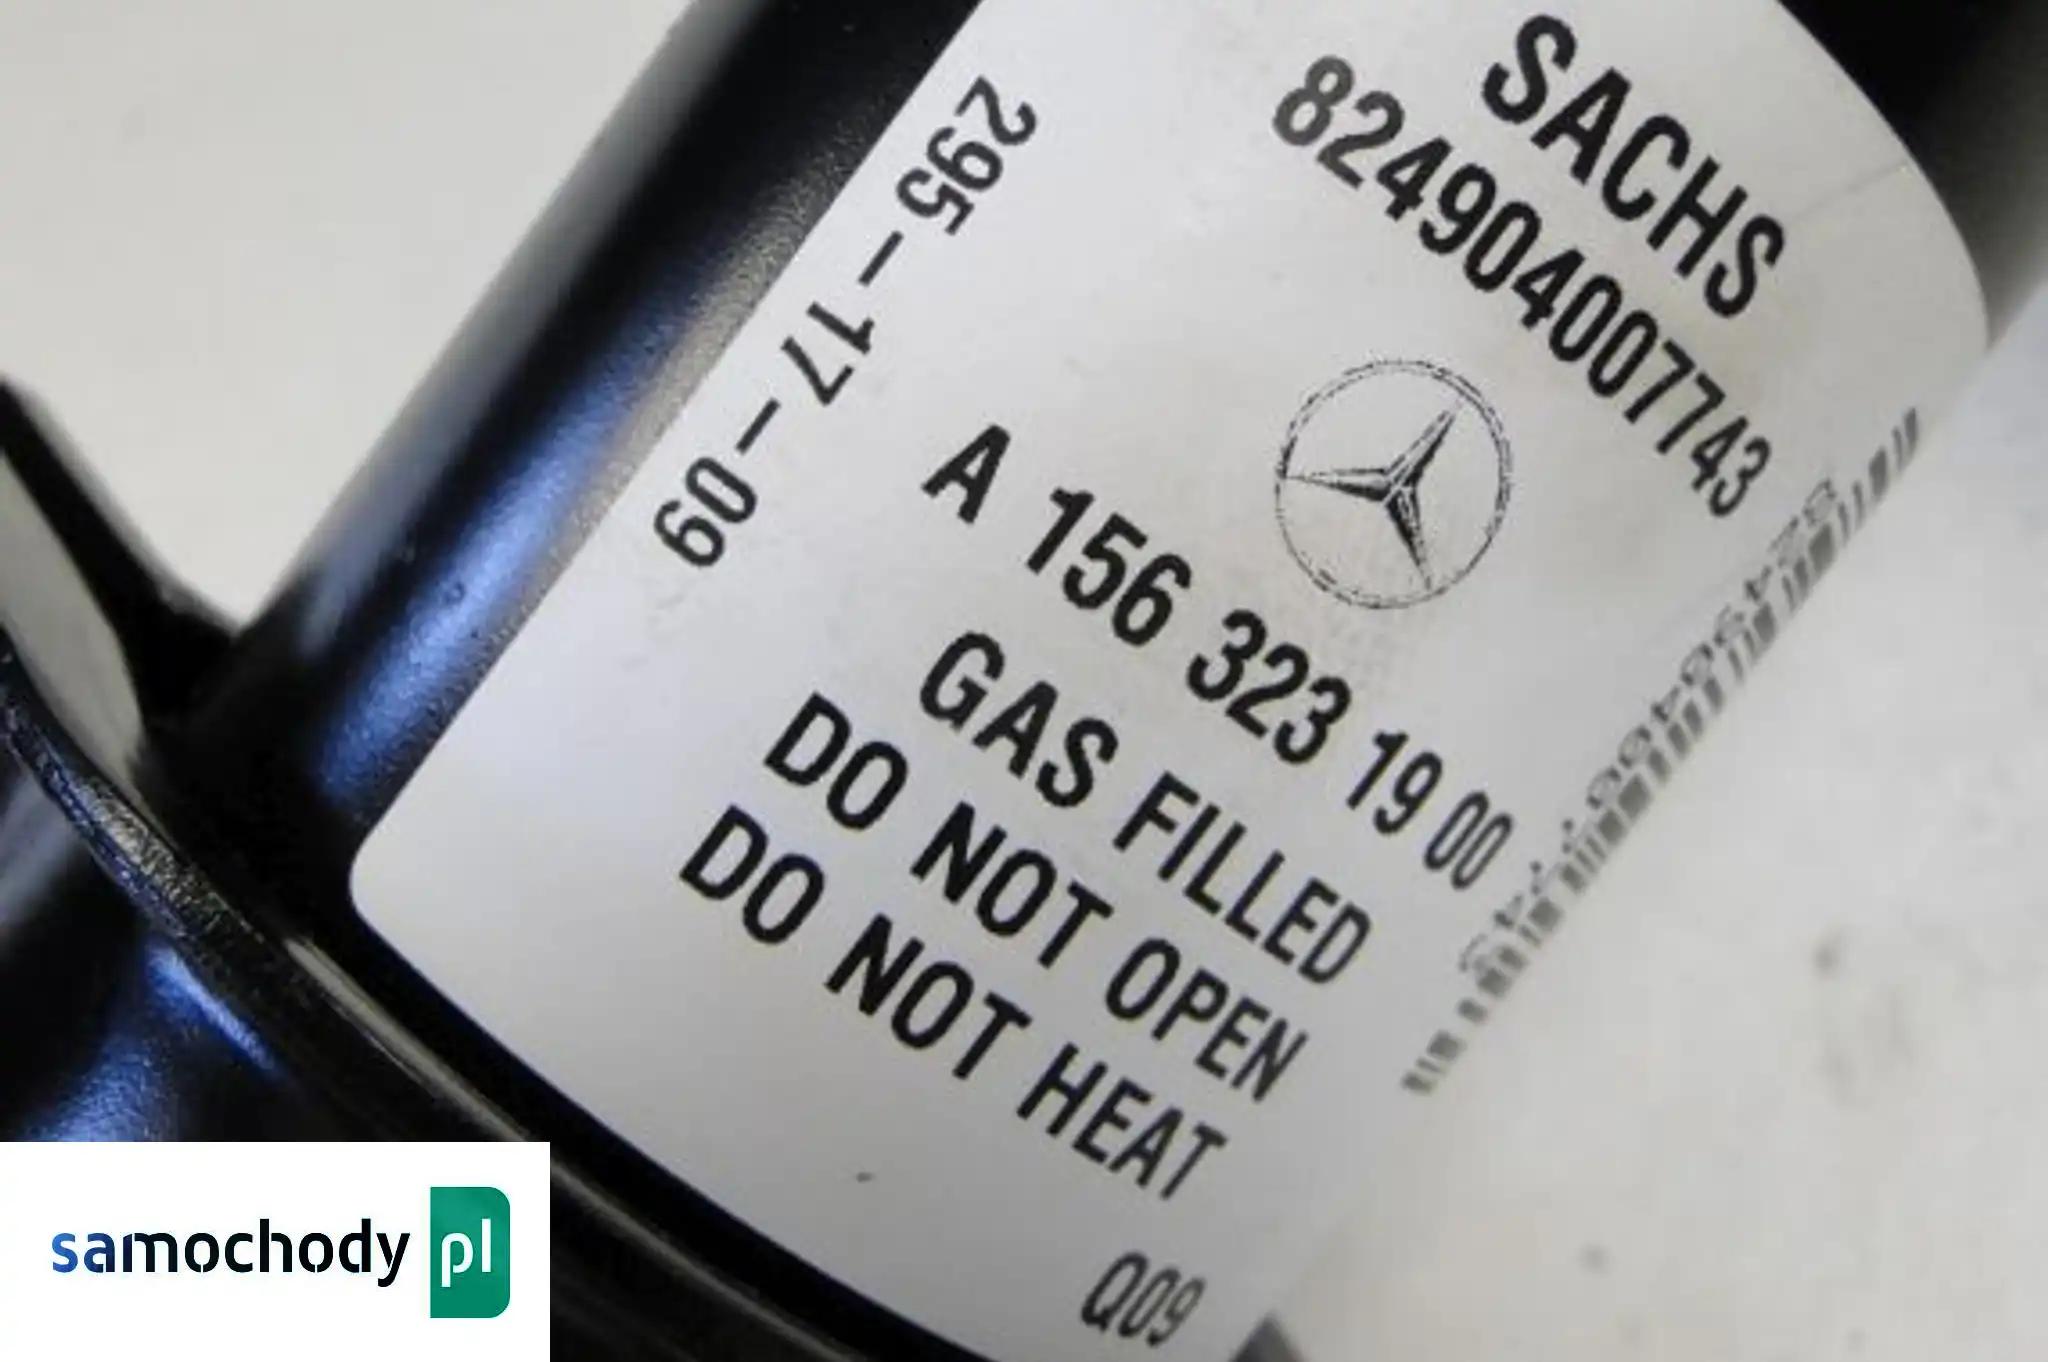 SACHS
824904007743
295-17-09
A 156 323 19 00
GAS FILLED
DO NOT OPEN
DO NOT HEAT
Q09
samochody pl